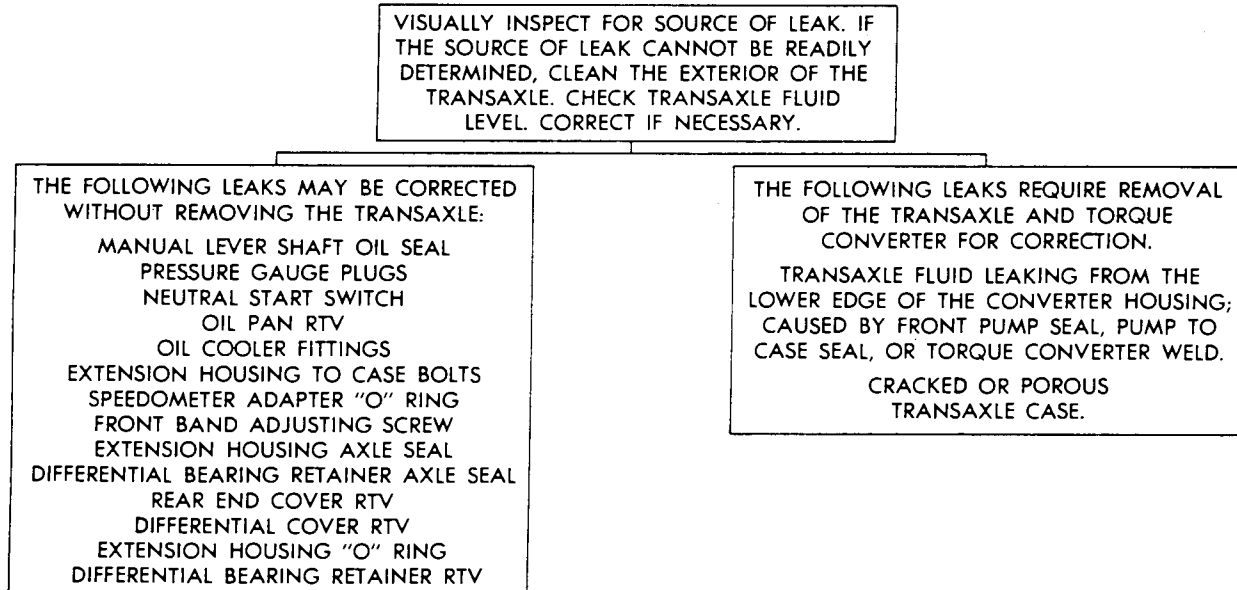 VISUALLY INSPECT FOR SOURCE OF LEAK. IF
THE SOURCE OF LEAK CANNOT BE READILY
DETERMINED, CLEAN THE EXTERIOR OF THE
TRANSAXLE. CHECK TRANSAXLE FLUID
LEVEL. CORRECT IF NECESSARY.
THE FOLLOWING LEAKS MAY BE CORRECTED
WITHOUT REMOVING THE TRANSAXLE:
MANUAL LEVER SHAFT OIL SEAL
PRESSURE GAUGE PLUGS
NEUTRAL START SWITCH
OIL PAN RTV
OIL COOLER FITTINGS
EXTENSION HOUSING TO CASE BOLTS
SPEEDOMETER ADAPTER "O" RING
FRONT BAND ADJUSTING SCREW
EXTENSION HOUSING AXLE SEAL
DIFFERENTIAL BEARING RETAINER AXLE SEAL
REAR END COVER RTV
DIFFERENTIAL COVER RTV
EXTENSION HOUSING "O" RING
DIFFERENTIAL BEARING RETAINER RTV
THE FOLLOWING LEAKS REQUIRE REMOVAL
OF THE TRANSAXLE AND TORQUE
CONVERTER FOR CORRECTION.
TRANSAXLE FLUID LEAKING FROM THE
LOWER EDGE OF THE CONVERTER HOUSING;
CAUSED BY FRONT PUMP SEAL, PUMP TO
CASE SEAL, OR TORQUE CONVERTER WELD.
CRACKED OR POROUS
TRANSAXLE CASE.